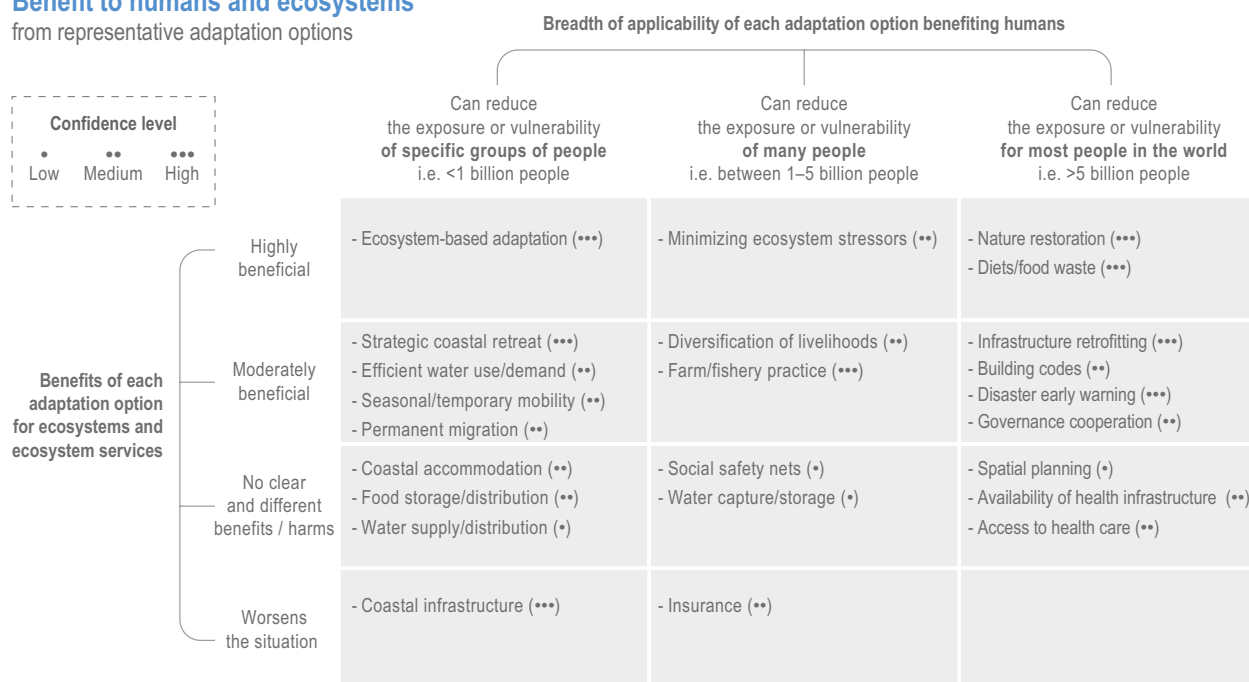 Benefit to humans and ecosystems
from representative adaptation options
Breadth of applicability of each adaptation option benefiting humans
Confidence level
• •• •••
Low Medium High
Can reduce
the exposure or vulnerability
of specific groups of people
i.e. <1 billion people
Can reduce
the exposure or vulnerability
of many people
i.e. between 1–5 billion people
Can reduce
the exposure or vulnerability
for most people in the world
i.e. >5 billion people
Benefits of each
adaptation option
for ecosystems and
ecosystem services
Highly
beneficial
- Ecosystem-based adaptation (•••)
- Minimizing ecosystem stressors (••)
- Nature restoration (•••)
- Diets/food waste (•••)
Moderately
beneficial
- Strategic coastal retreat (•••)
- Efficient water use/demand (••)
- Seasonal/temporary mobility (••)
- Permanent migration (••)
- Diversification of livelihoods (••)
- Farm/fishery practice (•••)
- Infrastructure retrofitting (•••)
- Building codes (••)
- Disaster early warning (•••)
- Governance cooperation (••)
No clear
and different
benefits / harms
- Coastal accommodation (••)
- Food storage/distribution (••)
- Water supply/distribution (•)
- Social safety nets (•)
- Water capture/storage (•)
- Spatial planning (•)
- Availability of health infrastructure (••)
- Access to health care (••)
Worsens
the situation
- Coastal infrastructure (•••)
- Insurance (••)